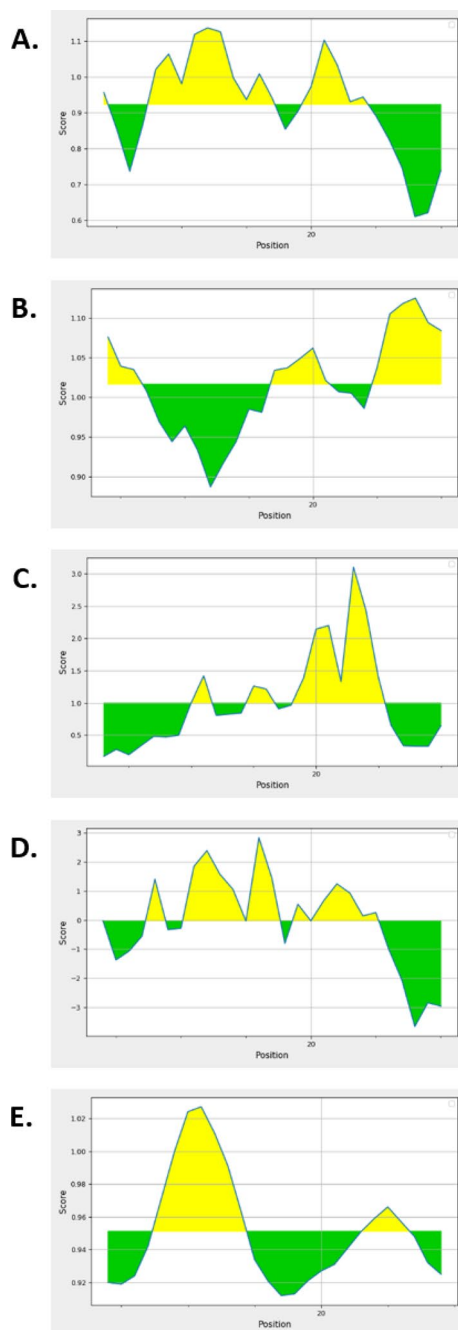 A.
1.1
1.0
0.9
0.8
0.7
0.6
Score
20
Position
B.
1.10
1.05
1.00
0.95
0.90
Score
20
Position
C.
3.0
2.5
2.0
1.5
1.0
0.5
Score
20
Position
D.
3
2
1
0
−1
−2
−3
Score
20
Position
E.
1.02
1.00
0.98
0.96
0.94
0.92
Score
20
Position